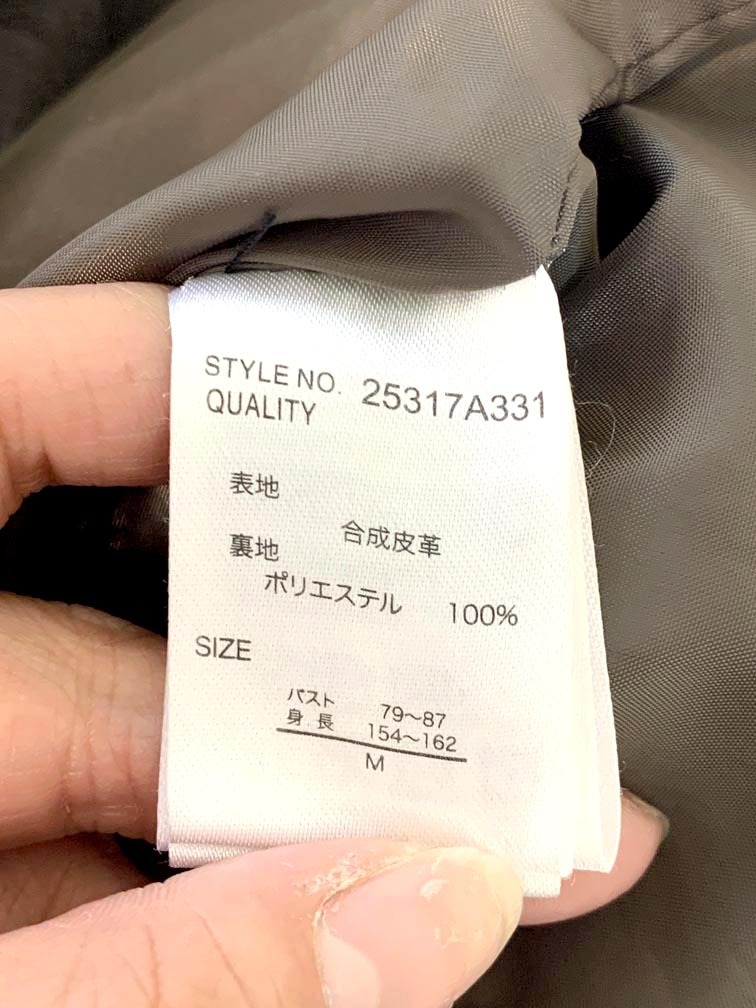 STYLE NO. 25317A331
QUALITY
表地
合成皮革
裏地
ポリエステル 100%
SIZE
バスト 79～87
身長 154～162
M